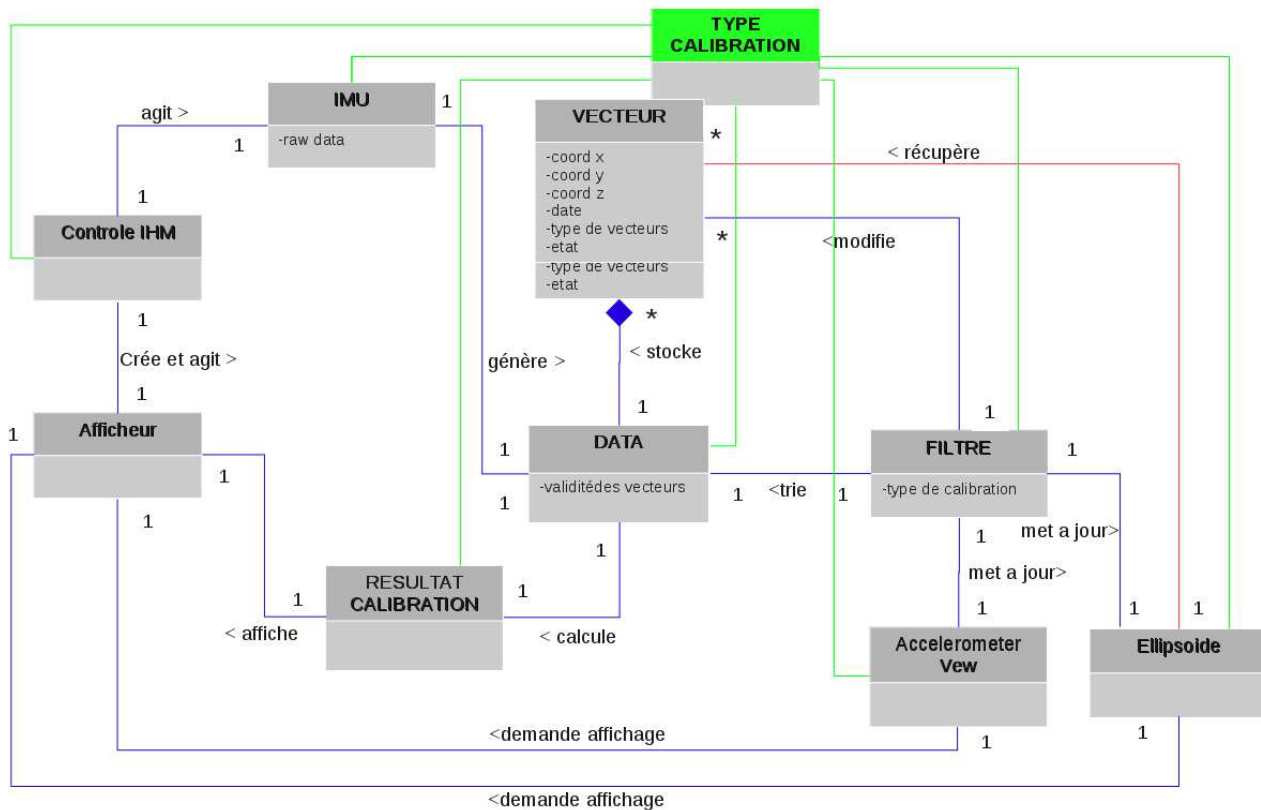 TYPE
CALIBRATION
IMU
-raw data
1
agit >
1
VECTEUR
-coord x
-coord y
-coord z
-date
-type de vecteurs
-etat
-type de vecteurs
-etat
*
< récupère
*
<modifie
1
Controle IHM
1
Crée et agit >
1
*
< stocke
génère >
1
1
Afficheur
1
1
1
DATA
-validitédes vecteurs
1
1
1
<trie
1
1
FILTRE
-type de calibration
1
1
met a jour>
met a jour>
1
RESULTAT
CALIBRATION
1
1
< affiche
< calcule
1
1
1
Accelerometer
Vew
Ellipsoide
<demande affichage
1
1
<demande affichage